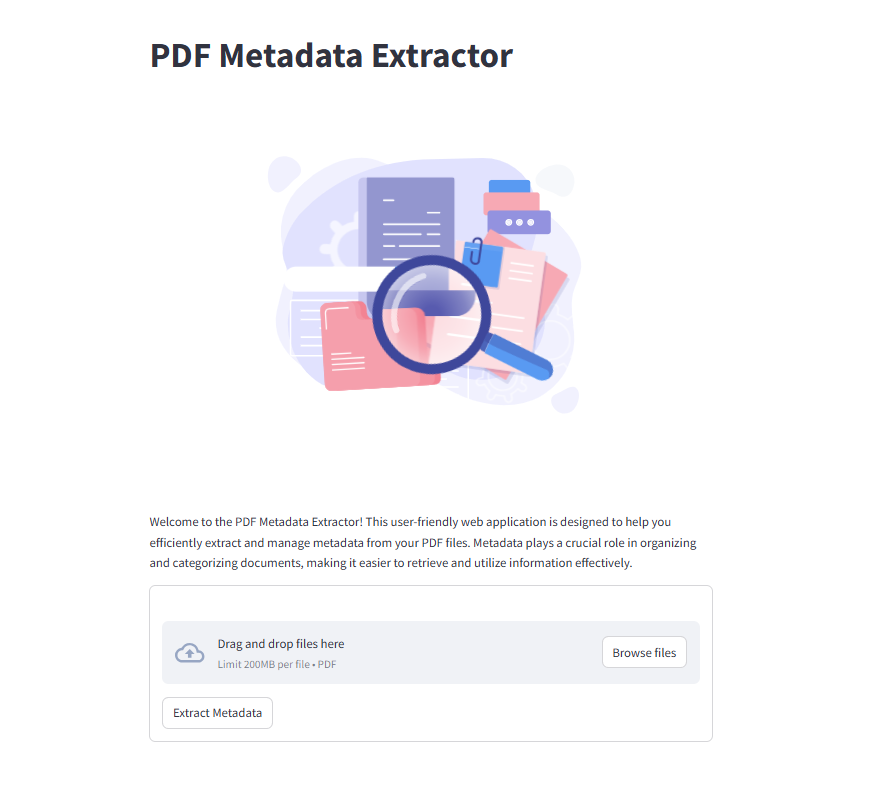 PDF Metadata Extractor
Welcome to the PDF Metadata Extractor! This user-friendly web application is designed to help you
efficiently extract and manage metadata from your PDF files. Metadata plays a crucial role in organizing
and categorizing documents, making it easier to retrieve and utilize information effectively.
Drag and drop files here
Limit 200MB per file • PDF
Browse files
Extract Metadata